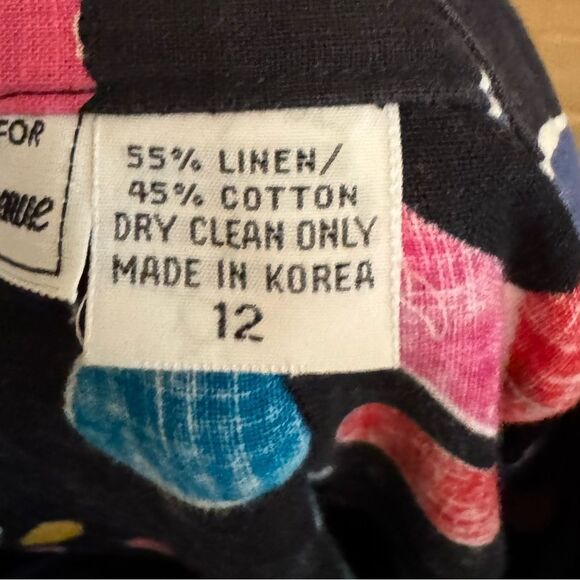 FOR
55% LINEN/
45% COTTON
DRY CLEAN ONLY
MADE IN KOREA
12